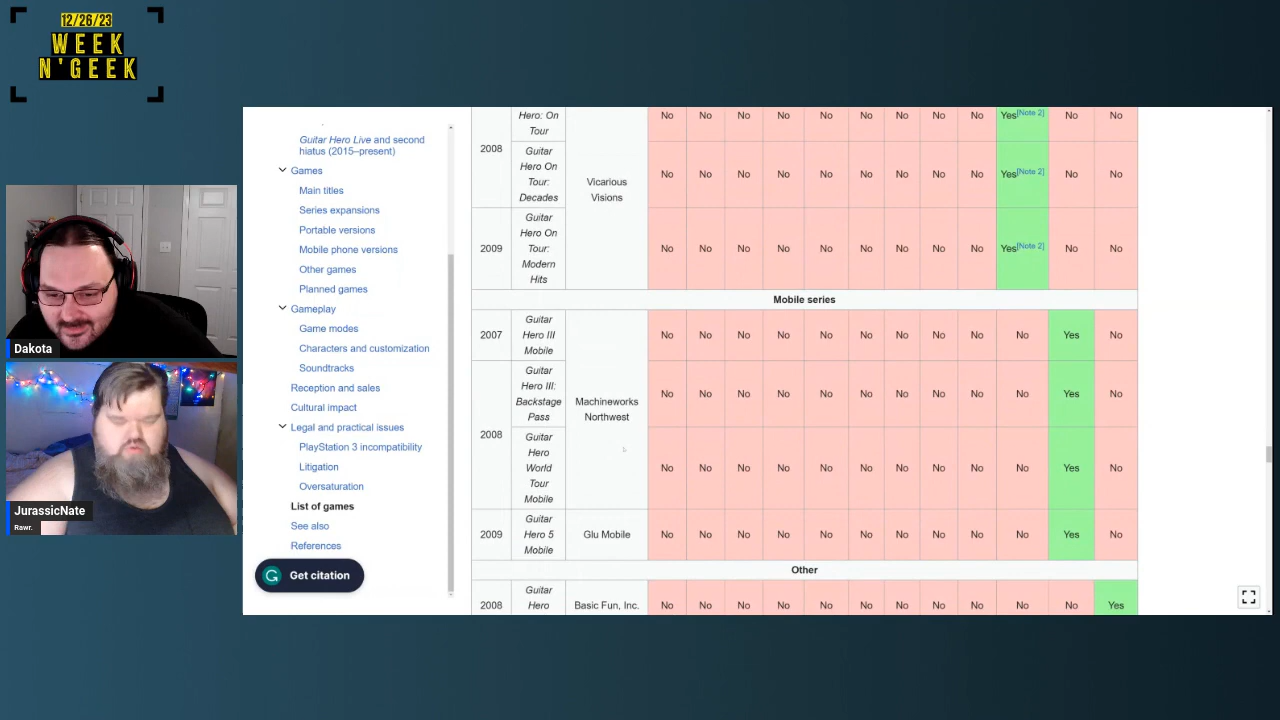 12/26/23
WEEK
N'GEEK
Dakota
JurassicNate
Rawr.
Guitar Hero Live and second
hiatus (2015–present)
Games
Main titles
Series expansions
Portable versions
Mobile phone versions
Other games
Planned games
Gameplay
Game modes
Characters and customization
Soundtracks
Reception and sales
Cultural impact
Legal and practical issues
PlayStation 3 incompatibility
Litigation
Oversaturation
List of games
See also
References
Get citation
2008
Hero: On
Tour
Vicarious
Visions
No No No No No No No No No Yes[Note 2] No No
Guitar
Hero On
Tour:
Decades
No No No No No No No No No Yes[Note 2] No No
2009
Guitar
Hero On
Tour:
Modern
Hits
No No No No No No No No No Yes[Note 2] No No
Mobile series
2007
Guitar
Hero III
Mobile
Machineworks
Northwest
No No No No No No No No No No Yes No
2008
Guitar
Hero III:
Backstage
Pass
No No No No No No No No No No Yes No
Guitar
Hero
World
Tour
Mobile
No No No No No No No No No No Yes No
2009
Guitar
Hero 5
Mobile
Glu Mobile
No No No No No No No No No No Yes No
Other
2008
Guitar
Hero
Basic Fun, Inc.
No No No No No No No No No No No Yes